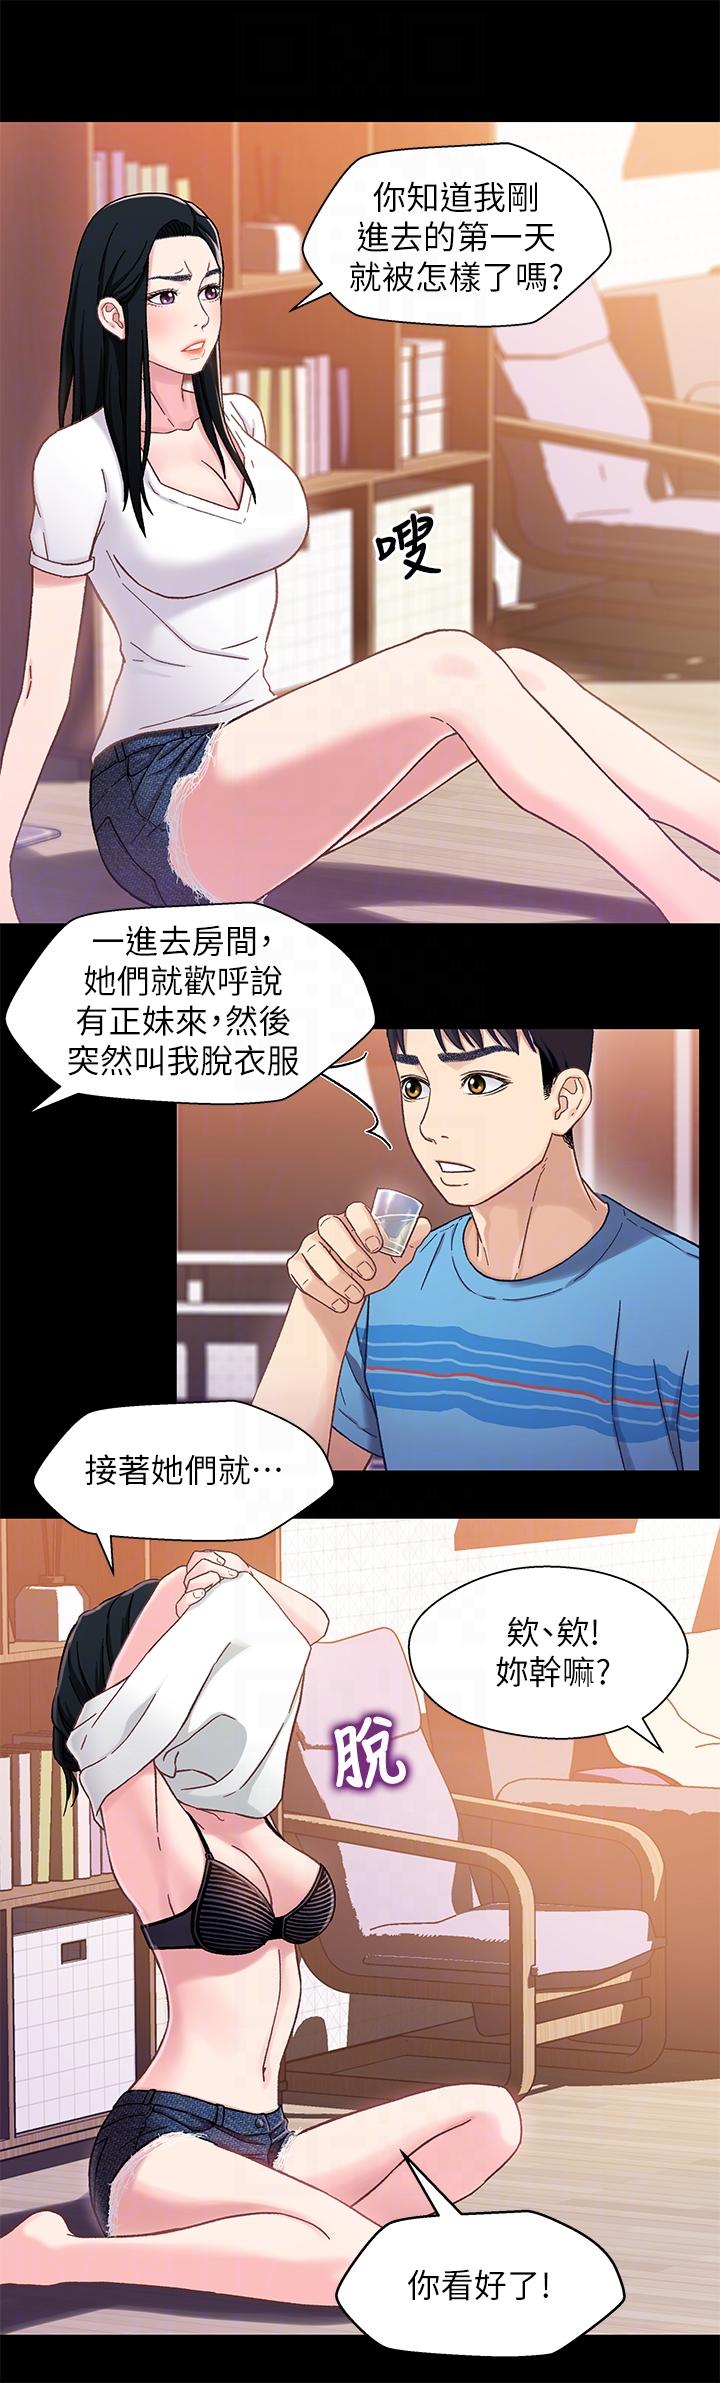 你知道我剛
進去的第一天
就被怎樣了嗎?
嗖
一進去房間,
她們就歡呼說
有正妹來,然後
突然叫我脫衣服
接著她們就…
欸、欸!
妳幹嘛?
脫
你看好了!